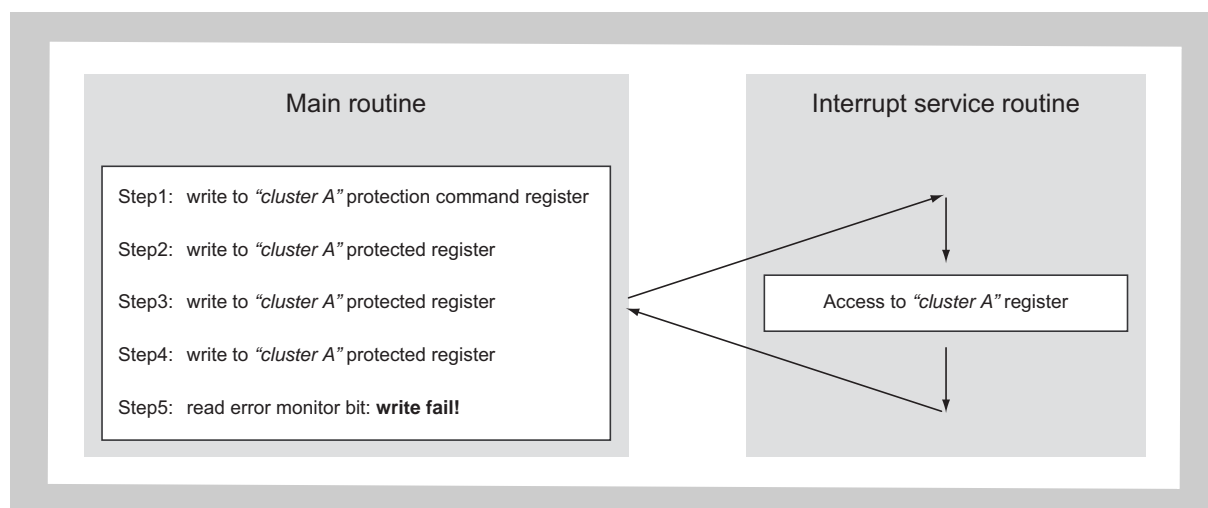 Main routine
Step1: write to “cluster A” protection command register
Step2: write to “cluster A” protected register
Step3: write to “cluster A” protected register
Step4: write to “cluster A” protected register
Step5: read error monitor bit: write fail!
Interrupt service routine
Access to “cluster A” register